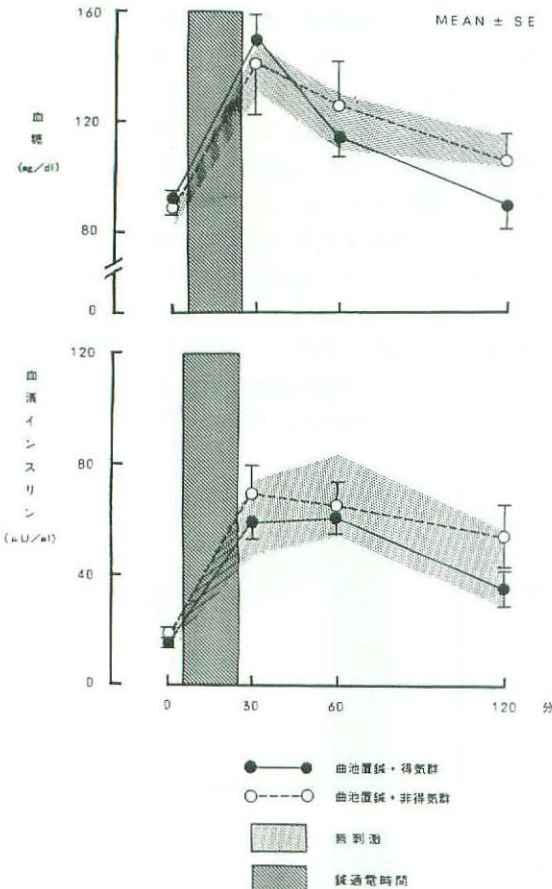 MEAN ± SE
160
120
80
0
血糖
(mg/dl)
120
80
40
0
血清インスリン
(μU/ml)
0 30 60 120 分
曲池置鍼・得気群
曲池置鍼・非得気群
無刺激
鍼通電時間